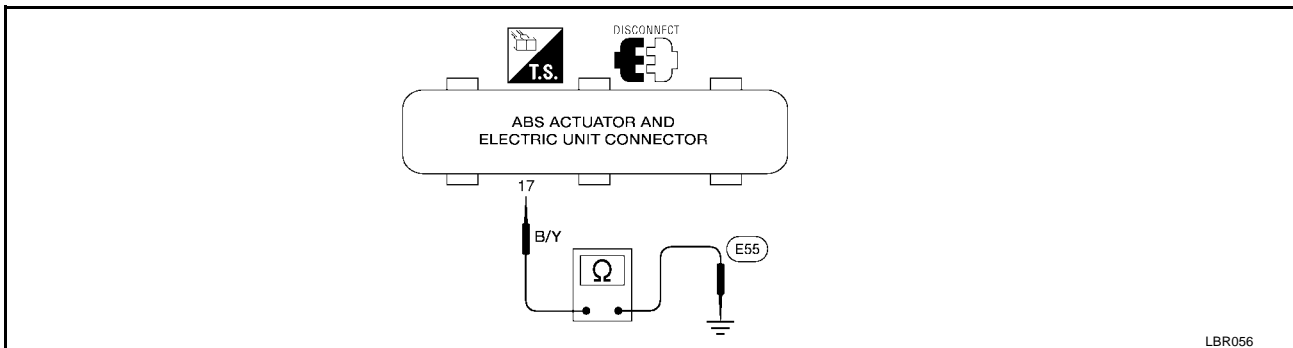 DISCONNECT
T.S.
ABS ACTUATOR AND
ELECTRIC UNIT CONNECTOR
17
B/Y
E55
Ω
LBR056